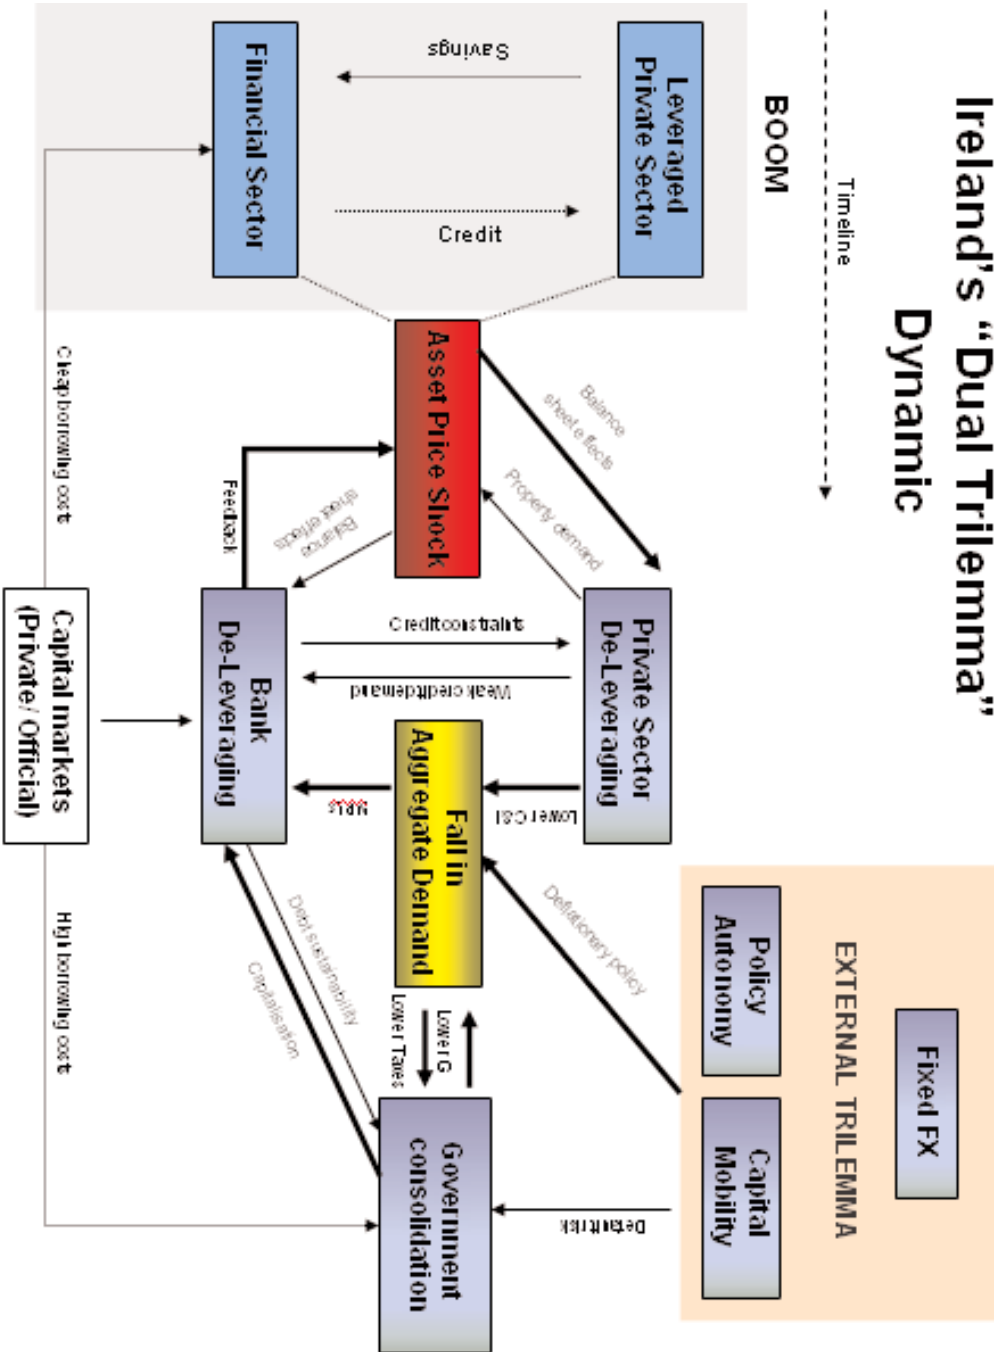 Ireland's "Dual Trilemma"
Dynamic
Timeline
BOOM
EXTERNAL TRILEMMA
Fixed FX
Policy
Autonomy
Capital
Mobility
Leveraged
Private Sector
Savings
Credit
Financial Sector
Balance
sheet effects
Property demand
Asset Price Shock
Balance
sheet effects
Feedback
Private Sector
De-Leveraging
Credit constraints
Weak credit demand
Lower C&I
Fall in
Aggregate Demand
NPLs
Bank
De-Leveraging
Deflationary policy
Default risk
Lower G
Lower Taxes
Government
consolidation
Debt sustainability
Capitalisation
Cheap borrowing costs
Capital markets
(Private/ Official)
High borrowing costs